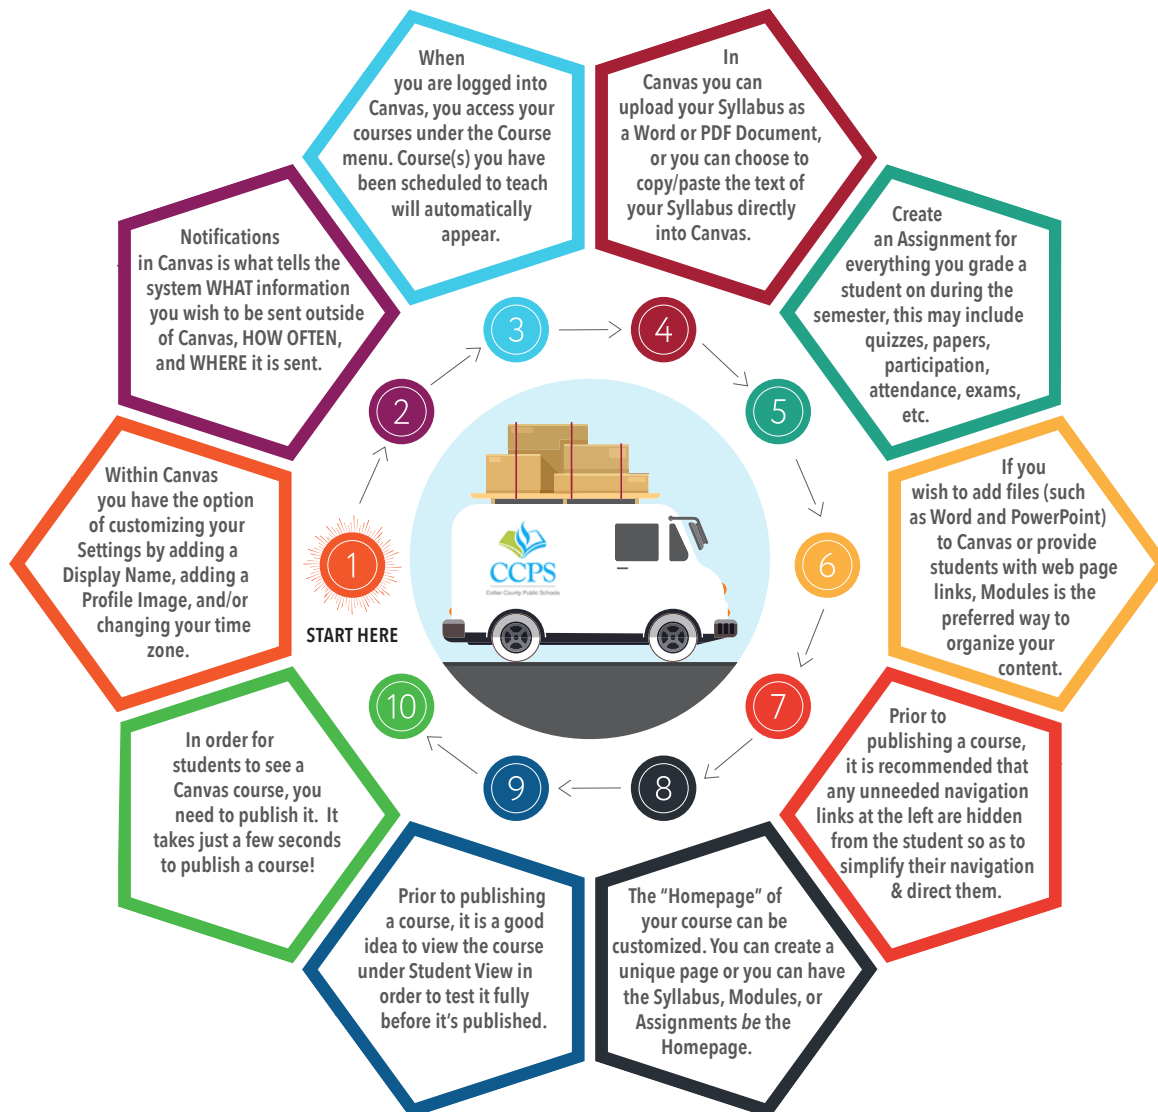 Within Canvas
you have the option
of customizing your
Settings by adding a
Display Name, adding a
Profile Image, and/or
changing your time
zone.
1
START HERE
Notifications
in Canvas is what tells the
system WHAT information
you wish to be sent outside
of Canvas, HOW OFTEN,
and WHERE it is sent.
2
When
you are logged into
Canvas, you access your
courses under the Course
menu. Course(s) you have
been scheduled to teach
will automatically
appear.
3
In
Canvas you can
upload your Syllabus as
a Word or PDF Document,
or you can choose to
copy/paste the text of
your Syllabus directly
into Canvas.
4
Create
an Assignment for
everything you grade a
student on during the
semester, this may include
quizzes, papers,
participation,
attendance, exams,
etc.
5
If you
wish to add files (such
as Word and PowerPoint)
to Canvas or provide
students with web page
links, Modules is the
preferred way to
organize your
content.
6
Prior to
publishing a course,
it is recommended that
any unneeded navigation
links at the left are hidden
from the student so as to
simplify their navigation
& direct them.
7
The “Homepage” of
your course can be
customized. You can create a
unique page or you can have
the Syllabus, Modules, or
Assignments be the
Homepage.
8
Prior to publishing
a course, it is a good
idea to view the course
under Student View in
order to test it fully
before it’s published.
9
In order for
students to see a
Canvas course, you
need to publish it. It
takes just a few seconds
to publish a course!
10
CCPS
Collier County Public Schools